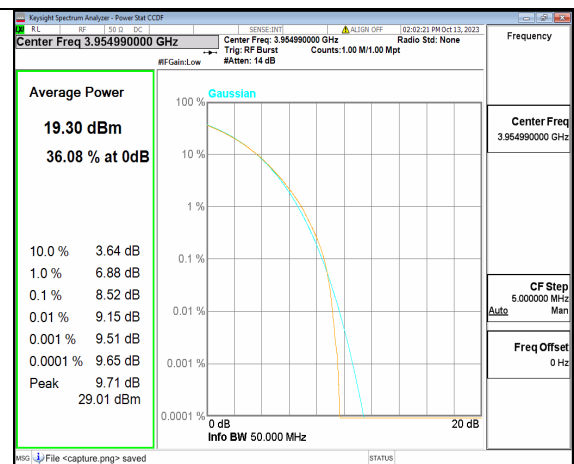 Keysight Spectrum Analyzer - Power Stat CCDF
RL RF 50 Ω DC SENSE:INT ALIGN OFF 02:02:21 PM Oct 13, 2023
Center Freq 3.954990000 GHz
Center Freq: 3.954990000 GHz Radio Std: None
Trig: RF Burst Counts:1.00 M/1.00 Mpt
#IFGain:Low #Atten: 14 dB
Frequency
Average Power
19.30 dBm
36.08 % at 0dB
10.0 % 3.64 dB
1.0 % 6.88 dB
0.1 % 8.52 dB
0.01 % 9.15 dB
0.001 % 9.51 dB
0.0001 % 9.65 dB
Peak 9.71 dB
29.01 dBm
Gaussian
100 %
10 %
1 %
0.1 %
0.01 %
0.001 %
0.0001 %
0 dB 20 dB
Info BW 50.000 MHz
Center Freq
3.954990000 GHz
CF Step
5.000000 MHz
Auto Man
Freq Offset
0 Hz
MSG File <capture.png> saved STATUS